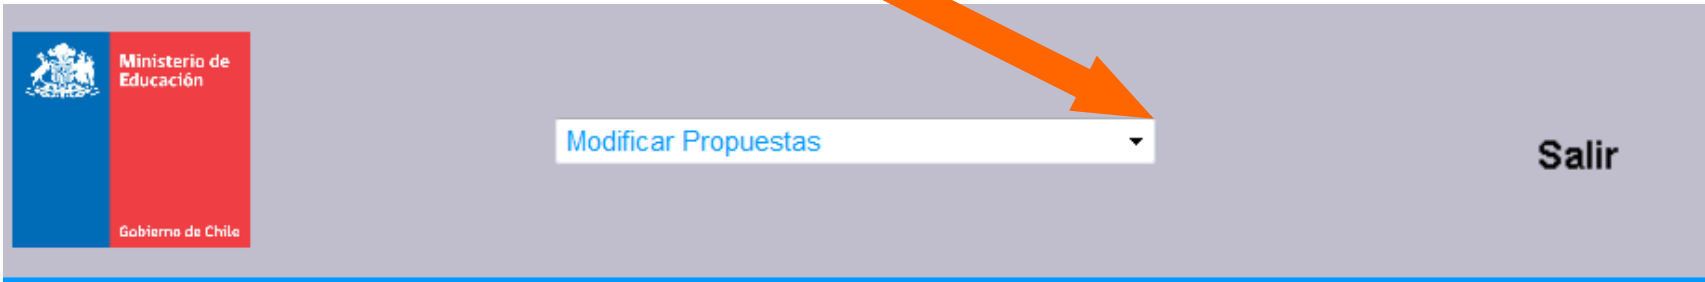 Ministerio de
Educación
Gobierno de Chile
Modificar Propuestas
Salir